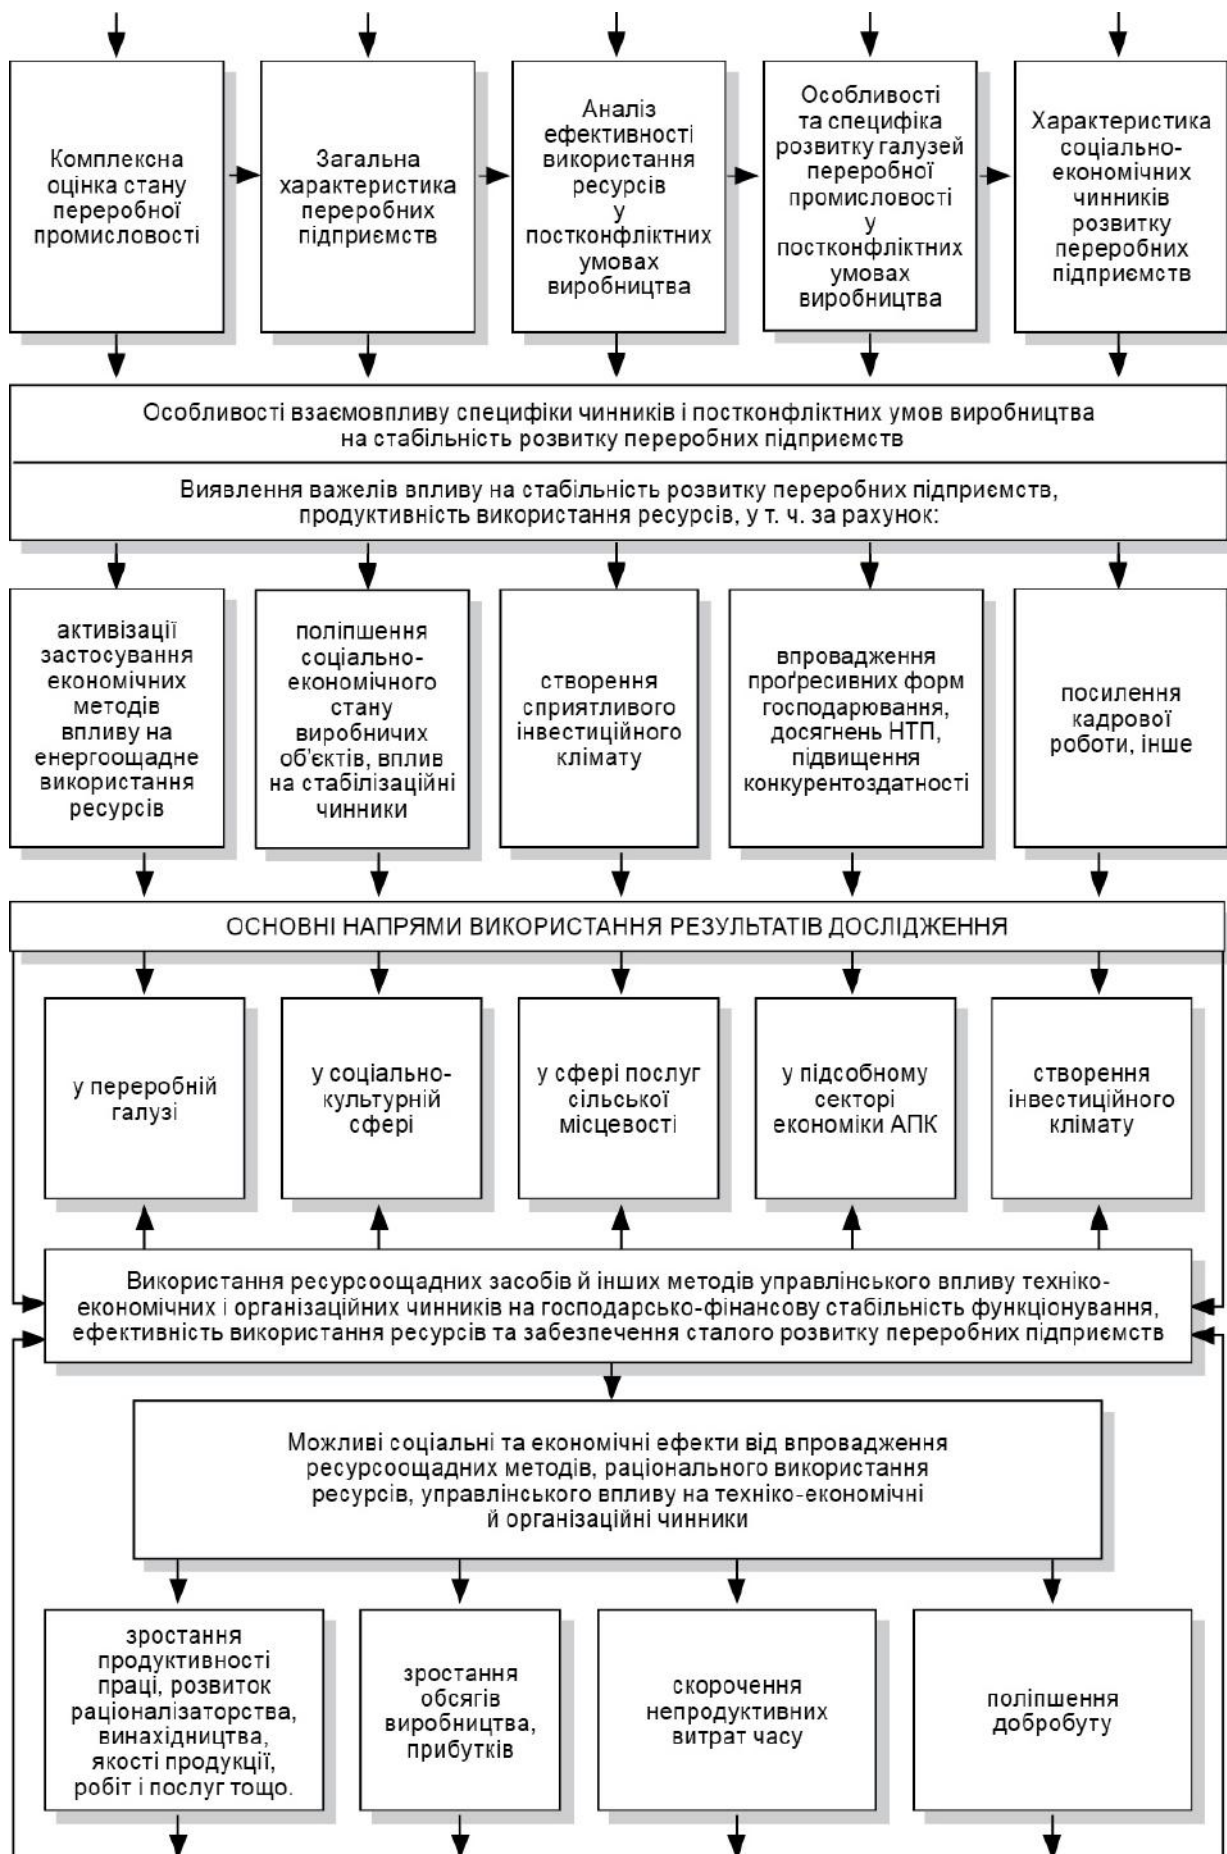 Комплексна
оцінка стану
переробної
промисловості
Загальна
характеристика
переробних
підприємств
Аналіз
ефективності
використання
ресурсів
у
постконфліктних
умовах
виробництва
Особливості
та специфіка
розвитку галузей
переробної
промисловості
у
постконфліктних
умовах
виробництва
Характеристика
соціально-
економічних
чинників
розвитку
переробних
підприємств
Особливості взаємовпливу специфіки чинників і постконфліктних умов виробництва
на стабільність розвитку переробних підприємств
Виявлення важелів впливу на стабільність розвитку переробних підприємств,
продуктивність використання ресурсів, у т. ч. за рахунок:
активізації
застосування
економічних
методів
впливу на
енергоощадне
використання
ресурсів
поліпшення
соціально-
економічного
стану
виробничих
об’єктів, вплив
на стабілізаційні
чинники
створення
сприятливого
інвестиційного
клімату
впровадження
проґресивних форм
господарювання,
досягнень НТП,
підвищення
конкурентоздатності
посилення
кадрової
роботи, інше
ОСНОВНІ НАПРЯМИ ВИКОРИСТАННЯ РЕЗУЛЬТАТІВ ДОСЛІДЖЕННЯ
у переробній
галузі
у соціально-
культурній
сфері
у сфері послуг
сільської
місцевості
у підсобному
секторі
економіки АПК
створення
інвестиційного
клімату
Використання ресурсоощадних засобів й інших методів управлінського впливу техніко-
економічних і організаційних чинників на господарсько-фінансову стабільність функціонування,
ефективність використання ресурсів та забезпечення сталого розвитку переробних підприємств
Можливі соціальні та економічні ефекти від впровадження
ресурсоощадних методів, раціонального використання
ресурсів, управлінського впливу на техніко-економічні
й організаційні чинники
зростання
продуктивності
праці, розвиток
раціоналізаторства,
винахідництва,
якості продукції,
робіт і послуг тощо.
зростання
обсягів
виробництва,
прибутків
скорочення
непродуктивних
витрат часу
поліпшення
добробуту